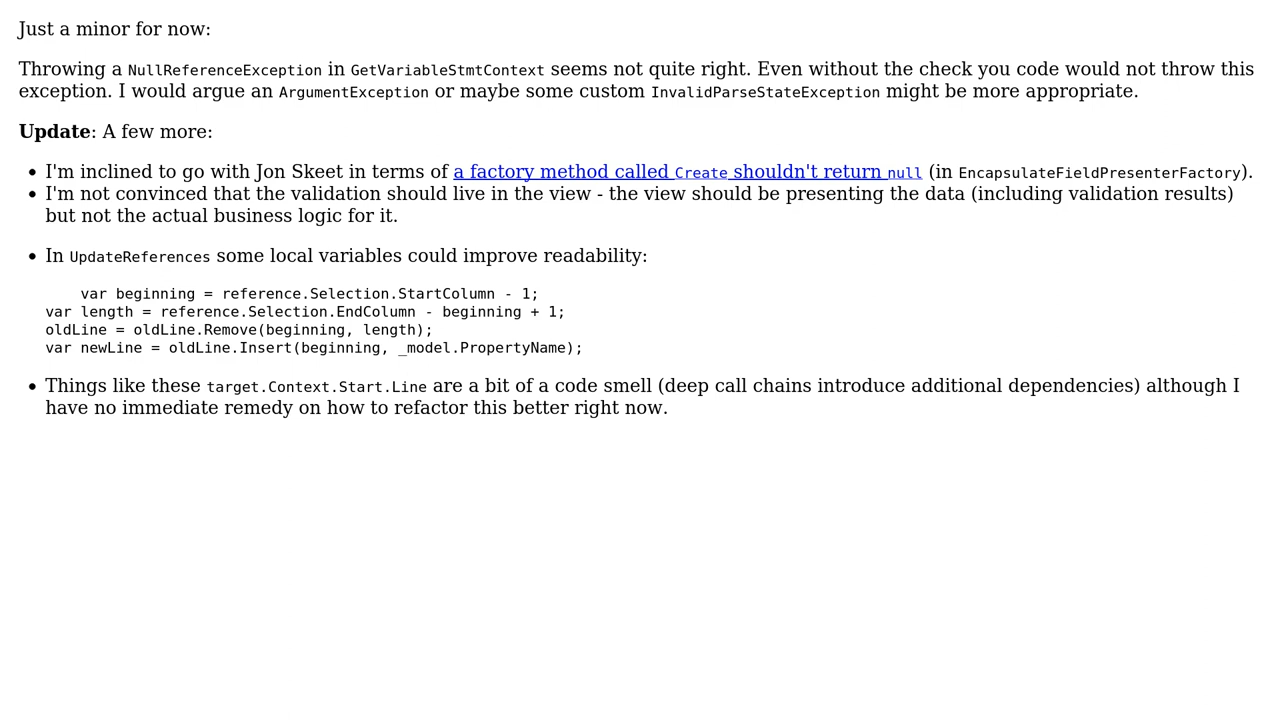 Just a minor for now:
Throwing a NullReferenceException in GetVariableStmtContext seems not quite right. Even without the check you code would not throw this
exception. I would argue an ArgumentException or maybe some custom InvalidParseStateException might be more appropriate.
Update: A few more:
• I'm inclined to go with Jon Skeet in terms of a factory method called Create shouldn't return null (in EncapsulateFieldPresenterFactory).
• I'm not convinced that the validation should live in the view - the view should be presenting the data (including validation results)
but not the actual business logic for it.
• In UpdateReferences some local variables could improve readability:
var beginning = reference.Selection.StartColumn - 1;
var length = reference.Selection.EndColumn - beginning + 1;
oldLine = oldLine.Remove(beginning, length);
var newLine = oldLine.Insert(beginning, _model.PropertyName);
• Things like these target.Context.Start.Line are a bit of a code smell (deep call chains introduce additional dependencies) although I
have no immediate remedy on how to refactor this better right now.